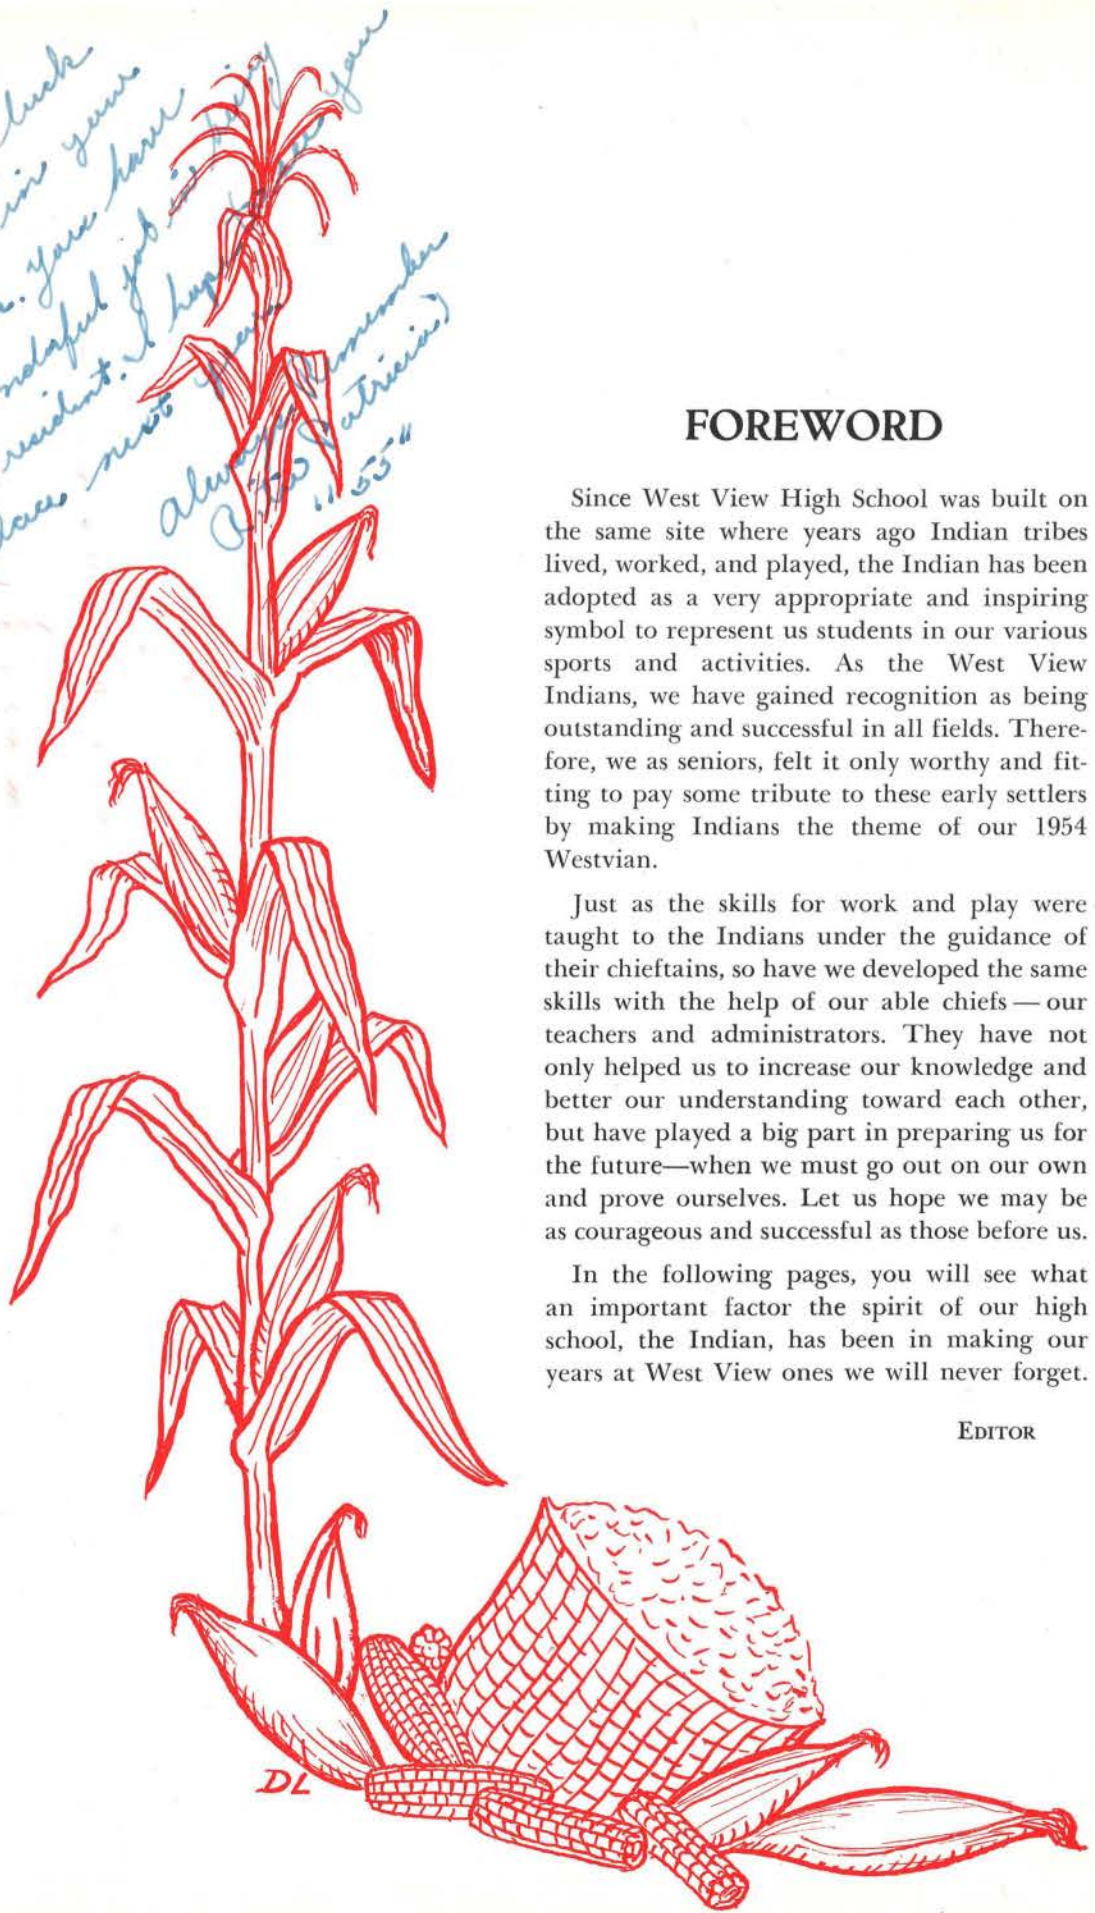 luck
in your
. You have
nderful job in being
resident. I hope to see you
next year
Always Remember
Patricia)
"55"
FOREWORD
Since West View High School was built on
the same site where years ago Indian tribes
lived, worked, and played, the Indian has been
adopted as a very appropriate and inspiring
symbol to represent us students in our various
sports and activities. As the West View
Indians, we have gained recognition as being
outstanding and successful in all fields. There-
fore, we as seniors, felt it only worthy and fit-
ting to pay some tribute to these early settlers
by making Indians the theme of our 1954
Westvian.
Just as the skills for work and play were
taught to the Indians under the guidance of
their chieftains, so have we developed the same
skills with the help of our able chiefs — our
teachers and administrators. They have not
only helped us to increase our knowledge and
better our understanding toward each other,
but have played a big part in preparing us for
the future—when we must go out on our own
and prove ourselves. Let us hope we may be
as courageous and successful as those before us.
In the following pages, you will see what
an important factor the spirit of our high
school, the Indian, has been in making our
years at West View ones we will never forget.
EDITOR
DL